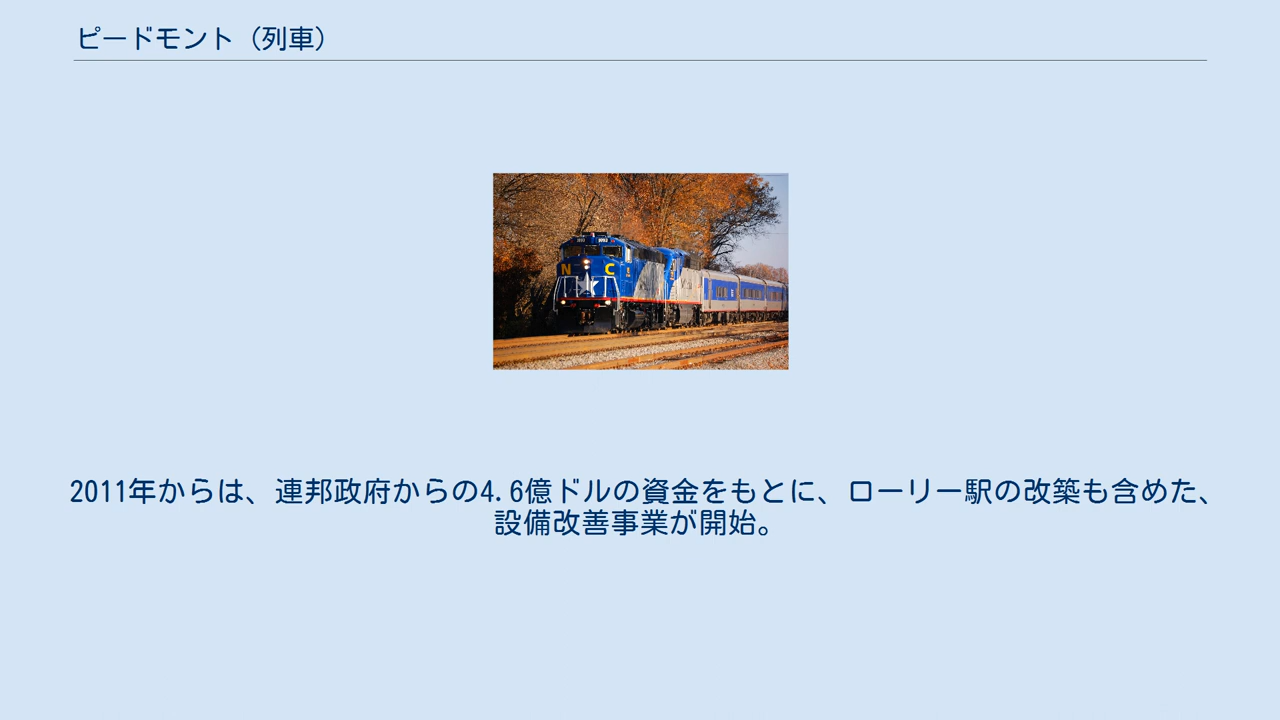 ピードモント（列車）
N C
2011年からは、連邦政府からの4.6億ドルの資金をもとに、ローリー駅の改築も含めた、
設備改善事業が開始。